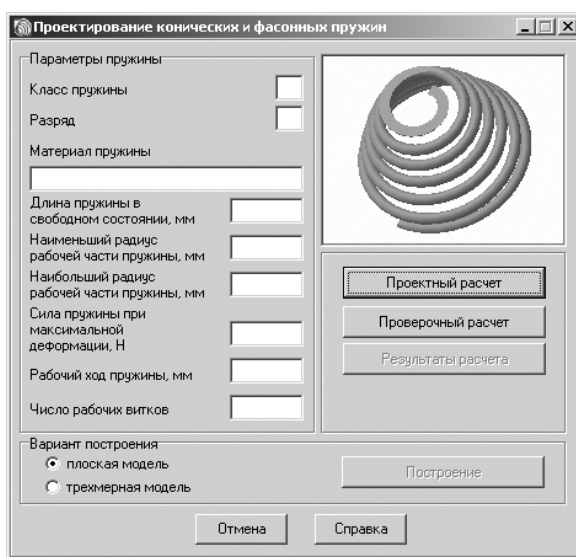 Проектирование конических и фасонных пружин
Параметры пружины
Класс пружины
Разряд
Материал пружины
Длина пружины в
свободном состоянии, мм
Наименьший радиус
рабочей части пружины, мм
Наибольший радиус
рабочей части пружины, мм
Сила пружины при
максимальной
деформации, Н
Рабочий ход пружины, мм
Число рабочих витков
Проектный расчет
Проверочный расчет
Результаты расчета
Вариант построения
плоская модель
трехмерная модель
Построение
Отмена
Справка